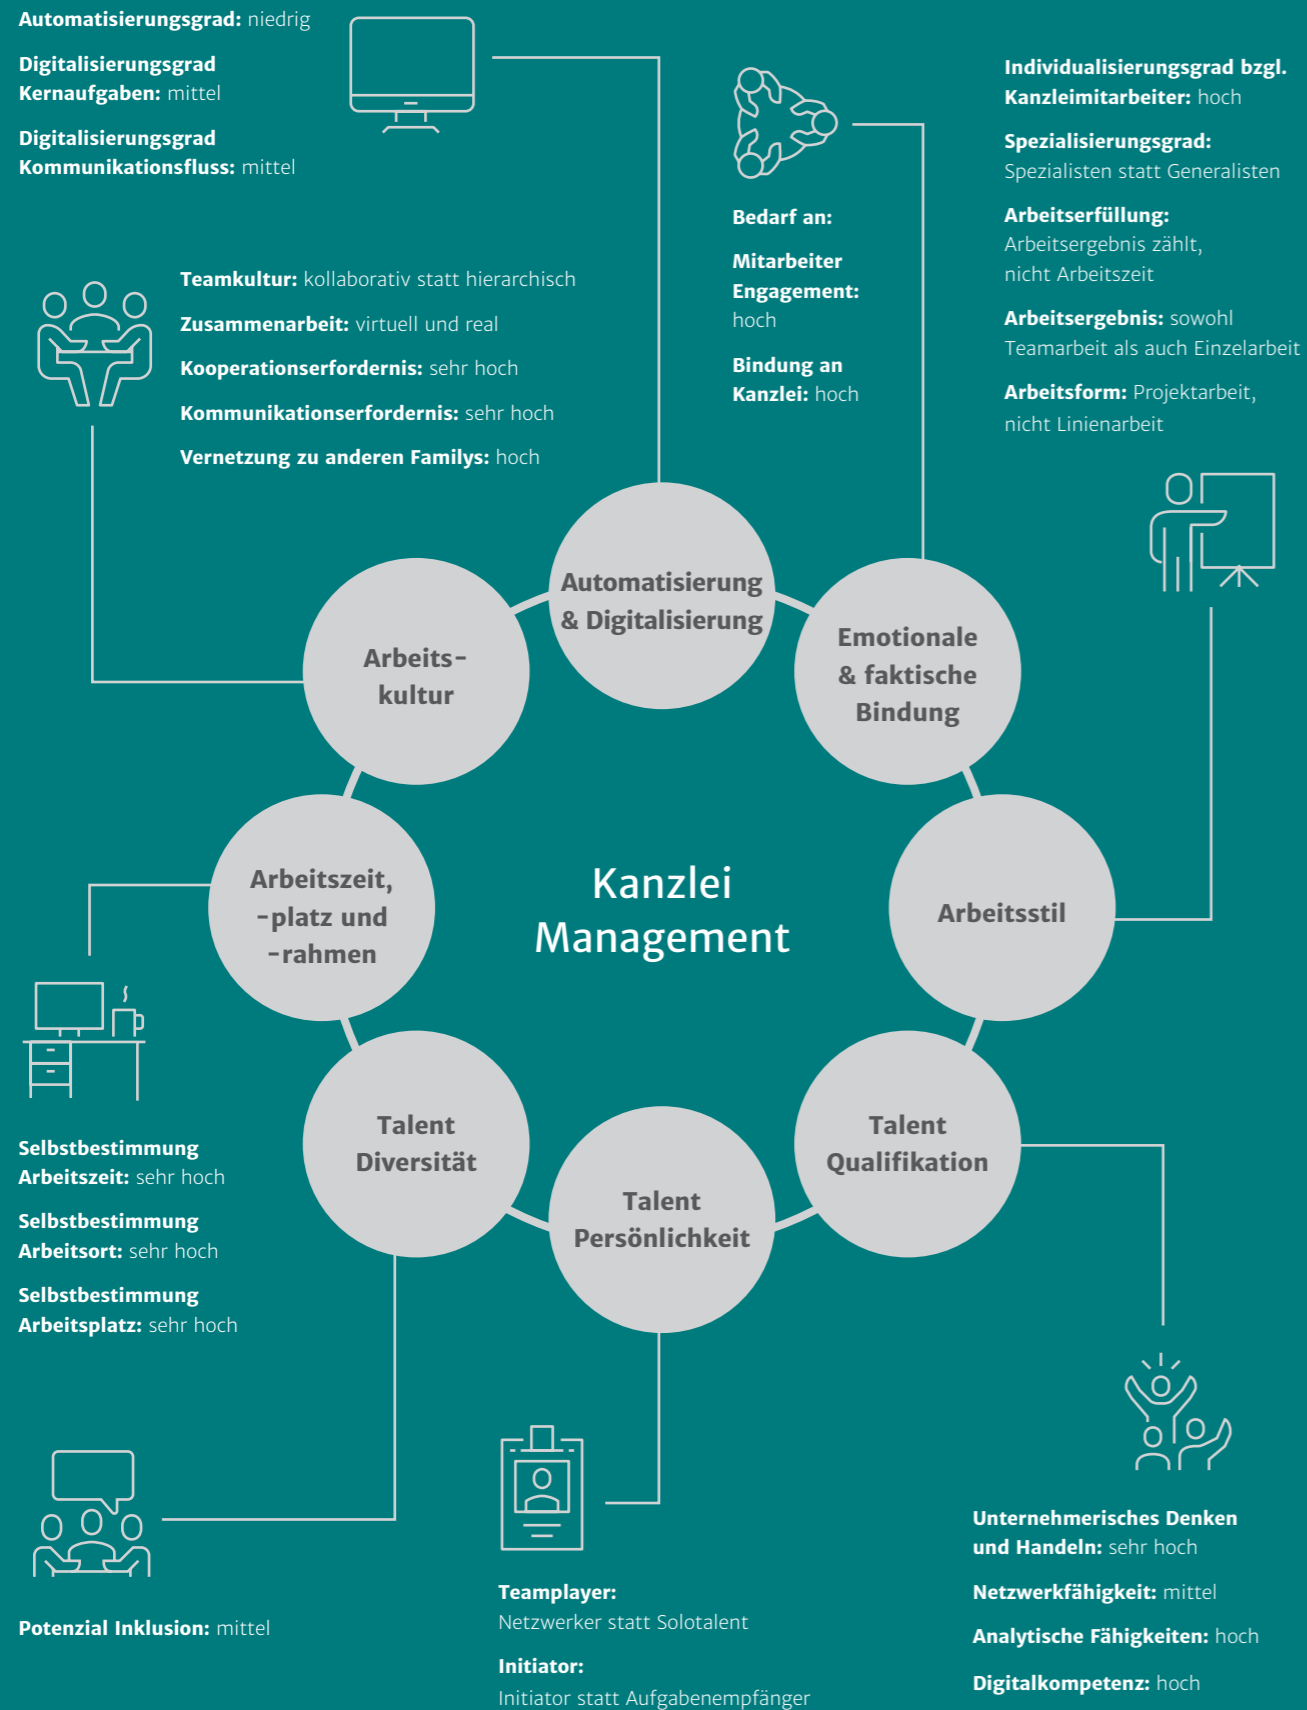 Automatisierungsgrad: niedrig
Digitalisierungsgrad
Kernaufgaben: mittel
Digitalisierungsgrad
Kommunikationsfluss: mittel
Teamkultur: kollaborativ statt hierarchisch
Zusammenarbeit: virtuell und real
Kooperationserfordernis: sehr hoch
Kommunikationserfordernis: sehr hoch
Vernetzung zu anderen Familys: hoch
Bedarf an:
Mitarbeiter
Engagement:
hoch
Bindung an
Kanzlei: hoch
Individualisierungsgrad bzgl.
Kanzleimitarbeiter: hoch
Spezialisierungsgrad:
Spezialisten statt Generalisten
Arbeitserfüllung:
Arbeitsergebnis zählt,
nicht Arbeitszeit
Arbeitsergebnis: sowohl
Teamarbeit als auch Einzelarbeit
Arbeitsform: Projektarbeit,
nicht Linienarbeit
Automatisierung
& Digitalisierung
Emotionale
& faktische
Bindung
Arbeits-
kultur
Arbeitszeit,
-platz und
-rahmen
Kanzlei
Management
Arbeitsstil
Talent
Diversität
Talent
Persönlichkeit
Talent
Qualifikation
Selbstbestimmung
Arbeitszeit: sehr hoch
Selbstbestimmung
Arbeitsort: sehr hoch
Selbstbestimmung
Arbeitsplatz: sehr hoch
Potenzial Inklusion: mittel
Teamplayer:
Netzwerker statt Solotalent
Initiator:
Initiator statt Aufgabenempfänger
Unternehmerisches Denken
und Handeln: sehr hoch
Netzwerkfähigkeit: mittel
Analytische Fähigkeiten: hoch
Digitalkompetenz: hoch